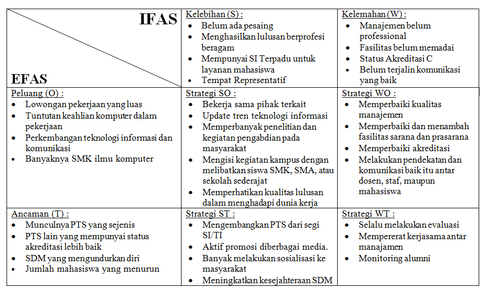 IFAS
EFAS
Kelebihan (S) :
• Belum ada pesaing
• Menghasilkan lulusan berprofesi
beragam
• Mempunyai SI Terpadu untuk
layanan mahasiswa
• Tempat Representatif
Kelemahan (W) :
• Manajemen belum
professional
• Fasilitas belum memadai
• Status Akreditasi C
• Belum terjalin komunikasi
yang baik
Peluang (O) :
• Lowongan pekerjaan yang luas
• Tuntutan keahlian komputer dalam
pekerjaan
• Perkembangan teknologi informasi dan
komunikasi
• Banyaknya SMK ilmu komputer
Strategi SO :
• Bekerja sama pihak terkait
• Update tren teknologi informasi
• Memperbanyak penelitian dan
kegiatan pengabdian pada
masyarakat
• Mengisi kegiatan kampus dengan
melibatkan siswa SMK, SMA, atau
sekolah sederajat
• Memperhatikan kualitas lulusan
dalam menghadapi dunia kerja
Strategi WO :
• Memperbaiki kualitas
manajemen
• Memperbaiki dan menambah
fasilitas sarana dan prasarana
• Memperbaiki akreditasi
• Melakukan pendekatan dan
komunikasi baik itu antar
dosen, staf, maupun
mahasiswa
Ancaman (T) :
• Munculnya PTS yang sejenis
• PTS lain yang mempunyai status
akreditasi lebih baik
• SDM yang mengundurkan diri
• Jumlah mahasiswa yang menurun
Strategi ST :
• Mengembangkan PTS dari segi
SI/TI
• Aktif promosi diberbagai media.
• Banyak melakukan sosialisasi ke
masyarakat
• Meningkatkan kesejahteraan SDM
Strategi WT :
• Selalu melakukan evaluasi
• Mempererat kerjasama antar
manajamen
• Monitoring alumni